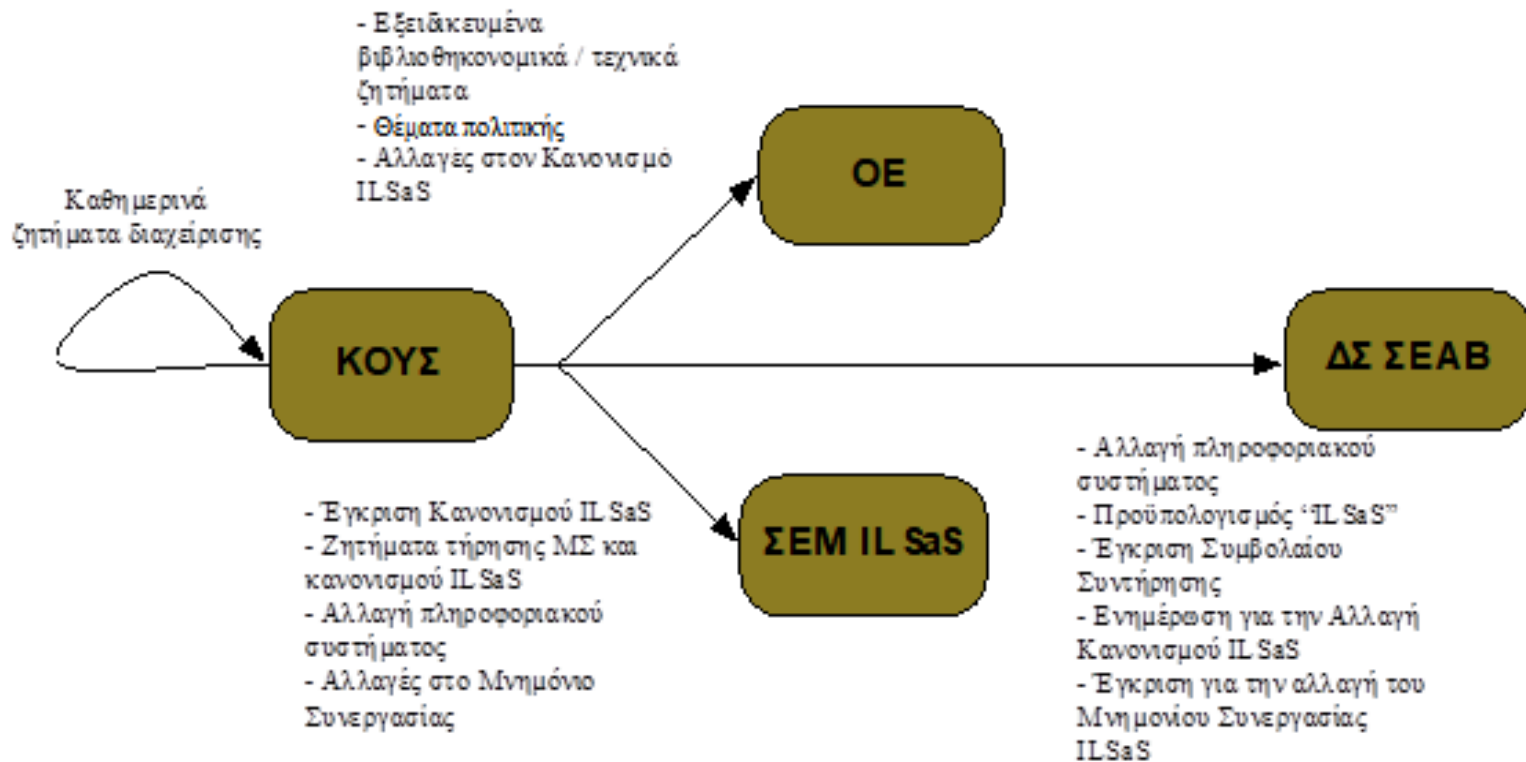 - Εξειδικευμένα
βιβλιοθηκονομικά / τεχνικά
ζητήματα
- Θέματα πολιτικής
- Αλλαγές στον Κανονισμό
ILSaS
ΟΕ
Καθημερινά
ζητήματα διαχείρισης
ΚΟΥΣ
ΔΣ ΣΕΑΒ
ΣΕΜ ILSaS
- Έγκριση Κανονισμού ILSaS
- Ζητήματα τήρησης ΜΣ και
κανονισμού ILSaS
- Αλλαγή πληροφοριακού
συστήματος
- Αλλαγές στο Μνημόνιο
Συνεργασίας
- Αλλαγή πληροφοριακού
συστήματος
- Προϋπολογισμός “ILSaS”
- Έγκριση Συμβολαίου
Συντήρησης
- Ενημέρωση για την Αλλαγή
Κανονισμού ILSaS
- Έγκριση για την αλλαγή του
Μνημονίου Συνεργασίας
ILSaS